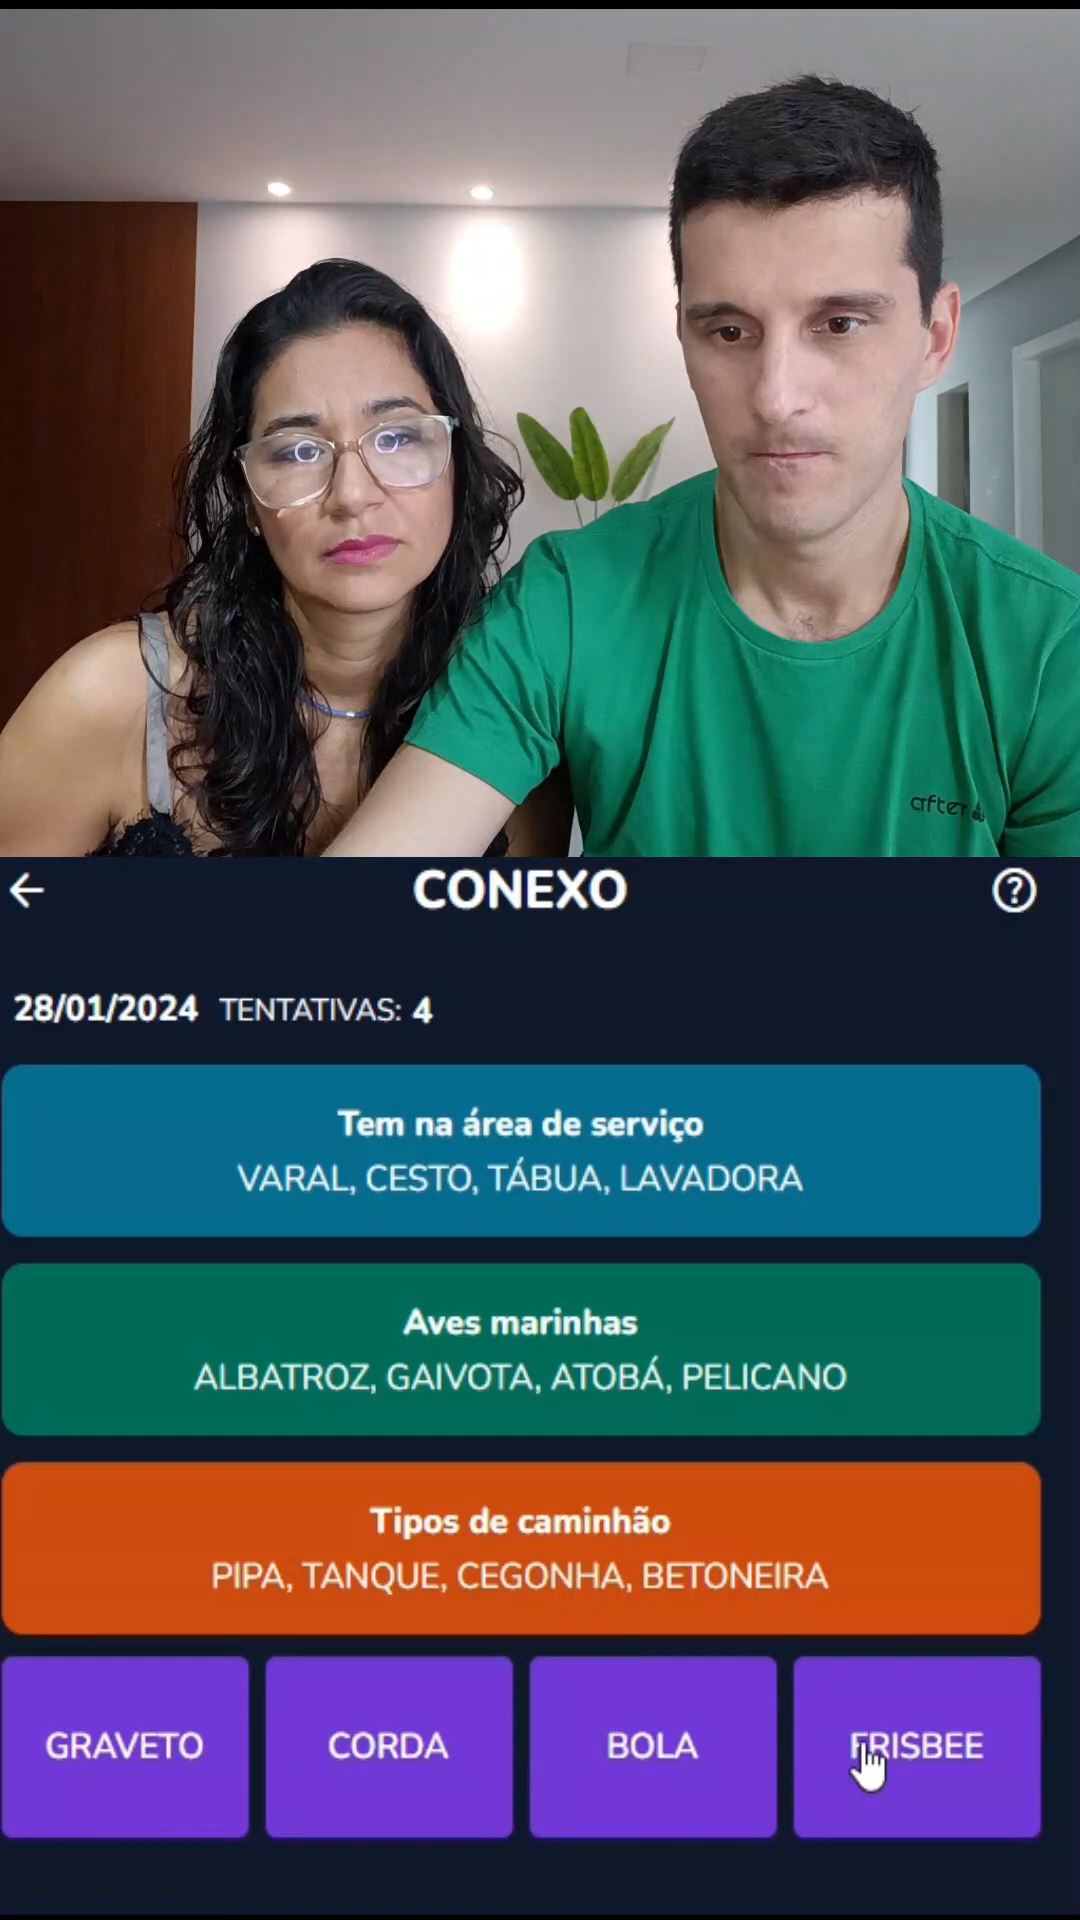 after
CONEXO
?
28/01/2024 TENTATIVAS: 4
Tem na área de serviço
VARAL, CESTO, TÁBUA, LAVADORA
Aves marinhas
ALBATROZ, GAIVOTA, ATOBÁ, PELICANO
Tipos de caminhão
PIPA, TANQUE, CEGONHA, BETONEIRA
GRAVETO CORDA BOLA FRISBEE